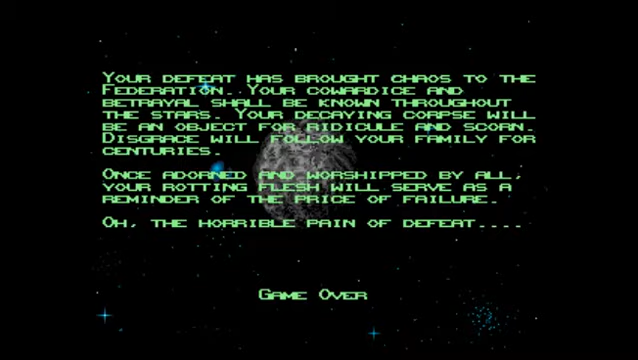 Your defeat has brought chaos to the
Federation. Your cowardice and
betrayal shall be known throughout
the stars. Your decaying corpse will
be an object for ridicule and scorn.
Disgrace will follow your family for
centuries.
Once adorned and worshipped by all,
your rotting flesh will serve as a
reminder of the price of failure.
Oh, the horrible pain of defeat....
Game Over